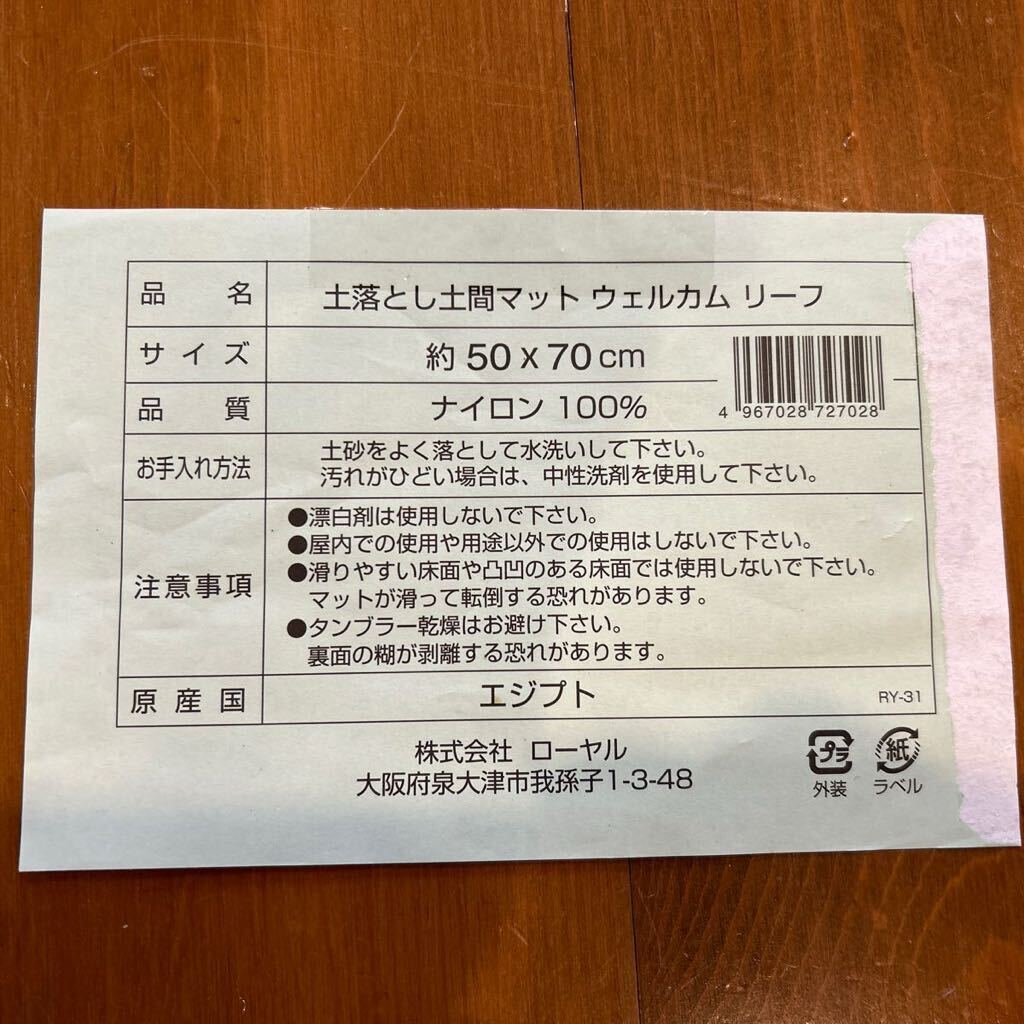 品名 土落とし土間マット ウェルカム リーフ
サイズ 約 50 x 70 cm
品質 ナイロン 100%
4 967028 727028
お手入れ方法 土砂をよく落として水洗いして下さい。
汚れがひどい場合は、中性洗剤を使用して下さい。
注意事項 ●漂白剤は使用しないで下さい。
●屋内での使用や用途以外での使用はしないで下さい。
●滑りやすい床面や凸凹のある床面では使用しないで下さい。
マットが滑って転倒する恐れがあります。
●タンブラー乾燥はお避け下さい。
裏面の糊が剥離する恐れがあります。
原産国 エジプト RY-31
株式会社 ローヤル
大阪府泉大津市我孫子1-3-48
プラ 外装
紙 ラベル